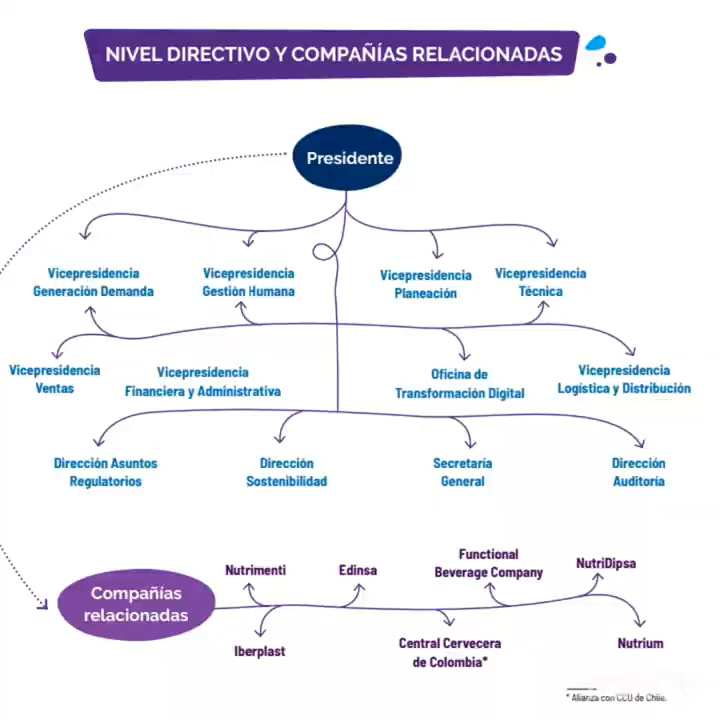 NIVEL DIRECTIVO Y COMPAÑÍAS RELACIONADAS
Presidente
Vicepresidencia
Generación Demanda
Vicepresidencia
Gestión Humana
Vicepresidencia
Planeación
Vicepresidencia
Técnica
Vicepresidencia
Ventas
Vicepresidencia
Financiera y Administrativa
Oficina de
Transformación Digital
Vicepresidencia
Logística y Distribución
Dirección Asuntos
Regulatorios
Dirección
Sostenibilidad
Secretaría
General
Dirección
Auditoría
Compañías
relacionadas
Nutrimenti
Edinsa
Functional
Beverage Company
NutriDipsa
Iberplast
Central Cervecera
de Colombia*
Nutrium
* Alianza con CCU de Chile.